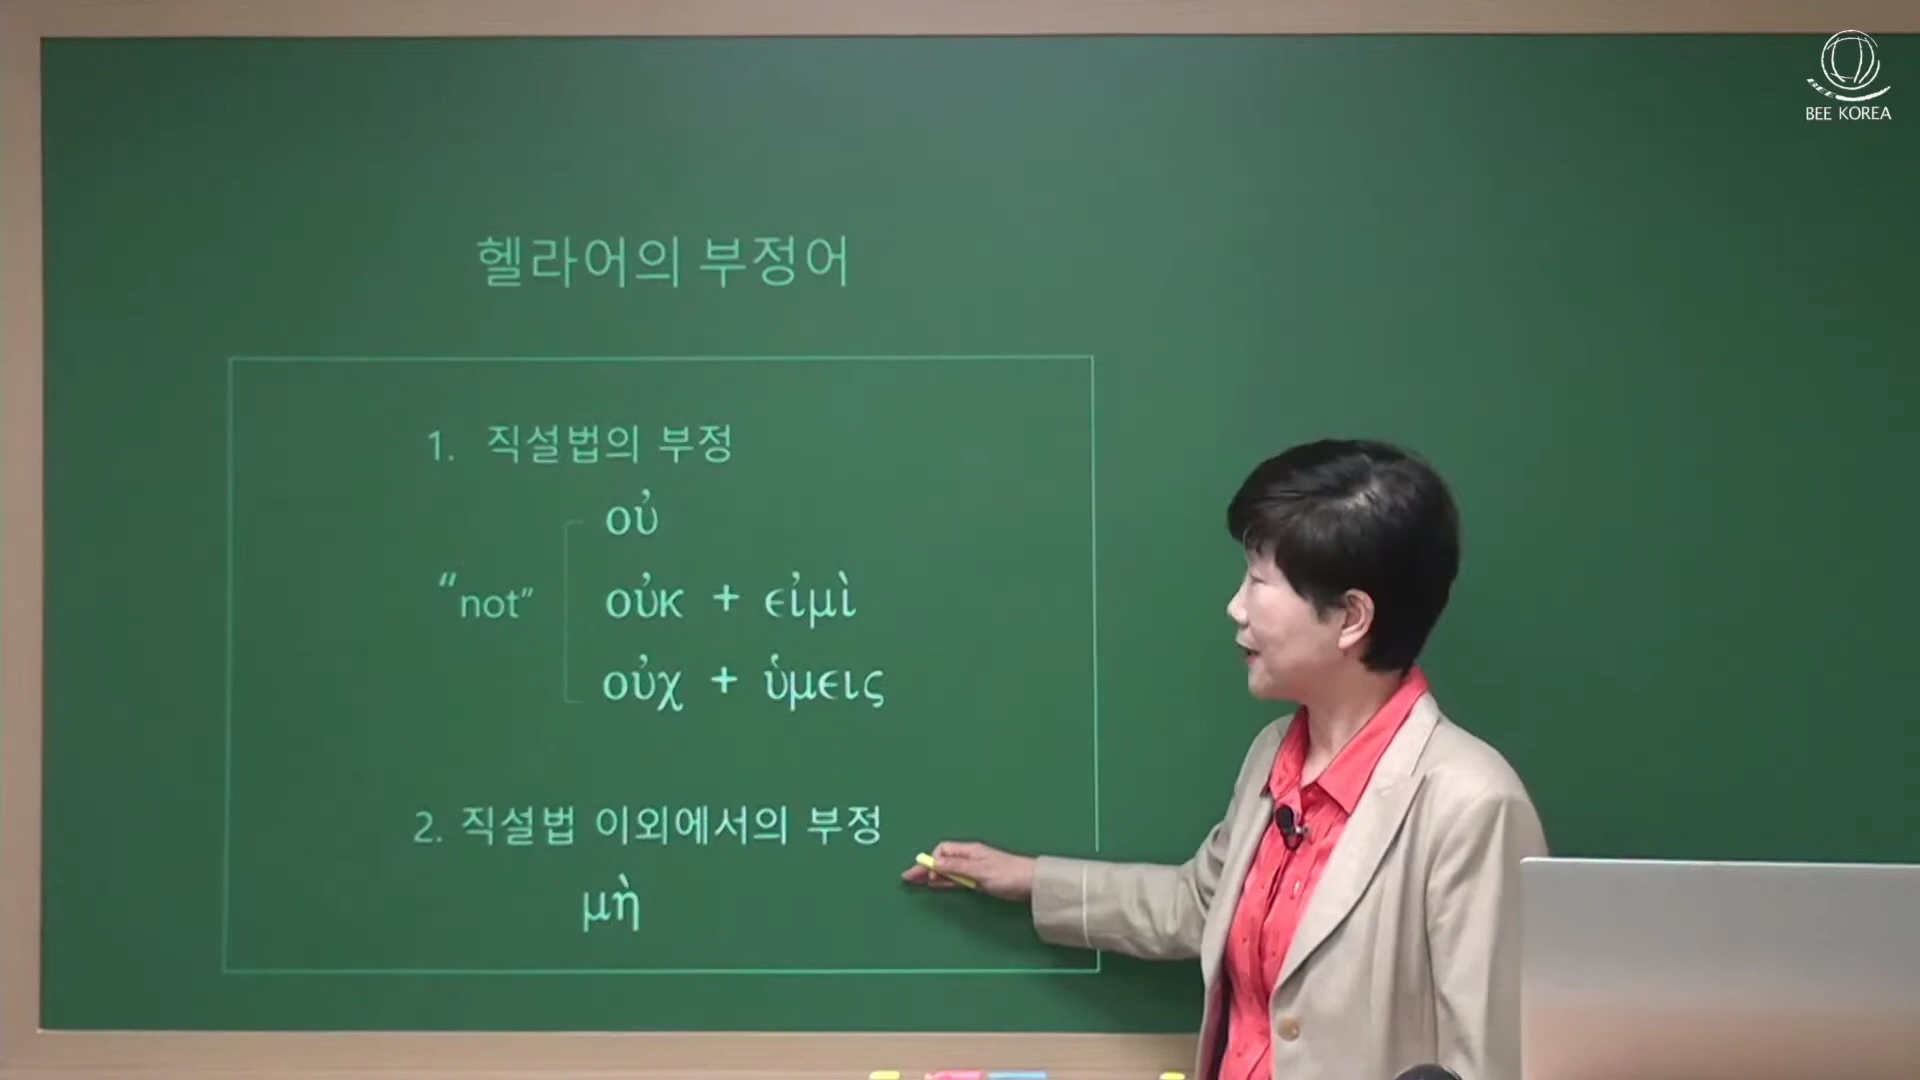 BEE KOREA
헬라어의 부정어
1. 직설법의 부정
οὐ
“not” οὐκ + εἰμὶ
οὐχ + ὑμεις
2. 직설법 이외에서의 부정
μὴ